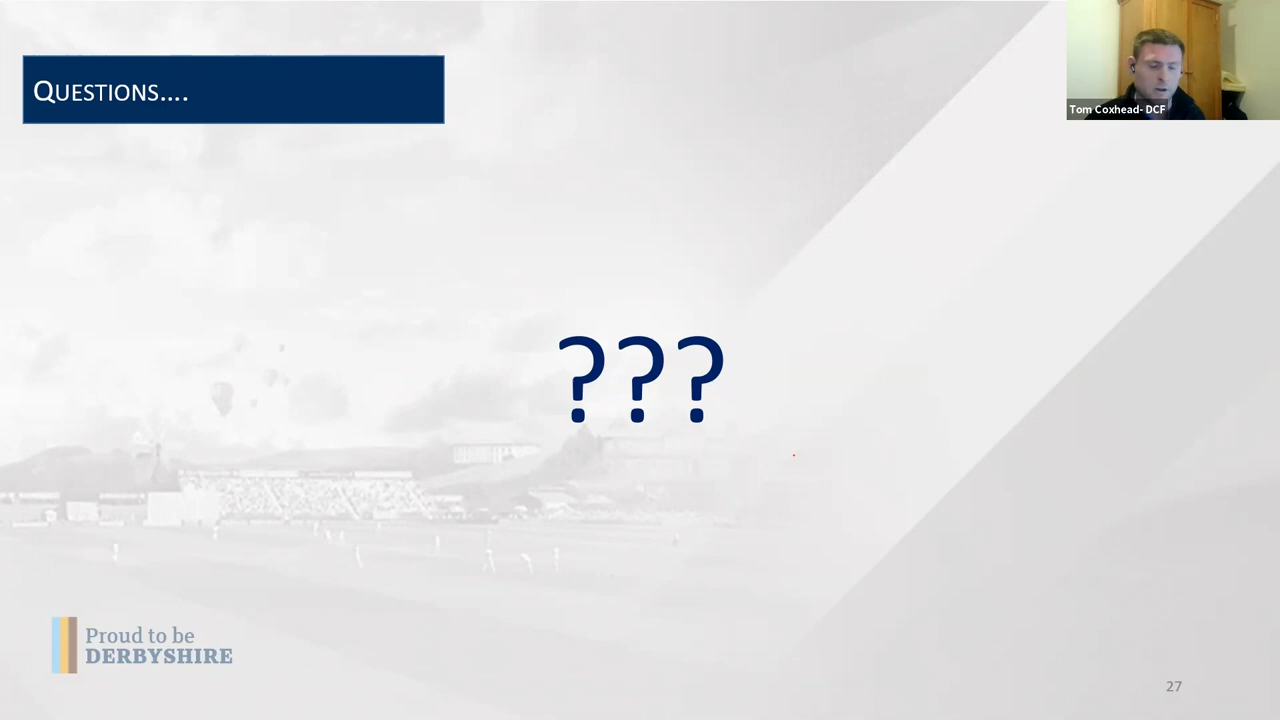 QUESTIONS....
Tom Coxhead- DCF
???
Proud to be
DERBYSHIRE
27